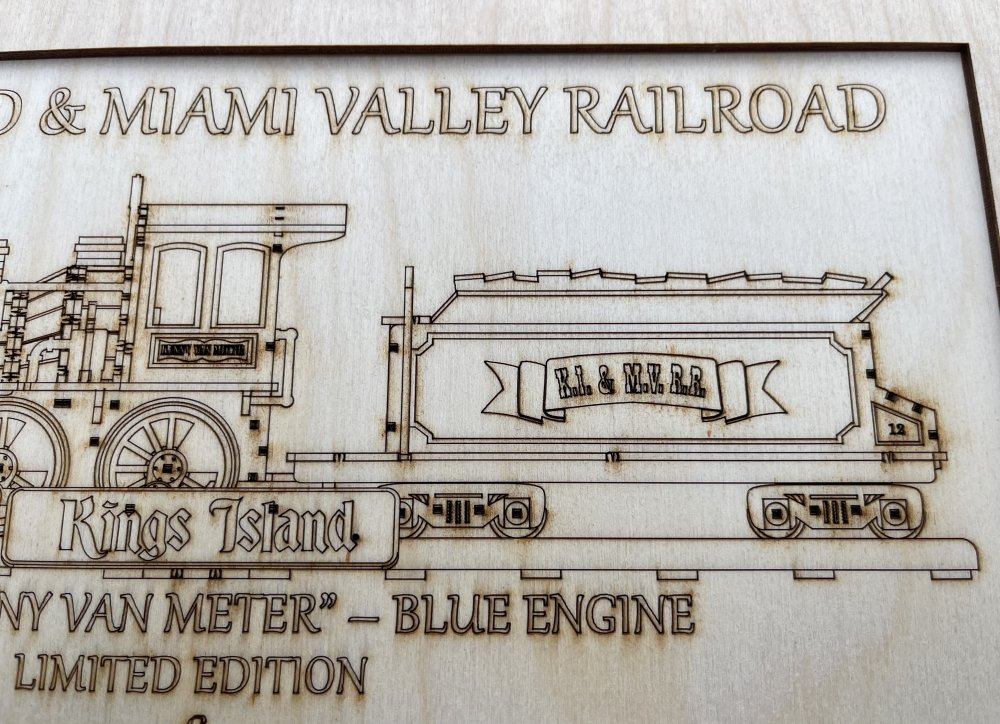 D & MIAMI VALLEY RAILROAD
K.I. & M.V. R.R.
12
Kings Island
NY VAN METER” – BLUE ENGINE
LIMITED EDITION